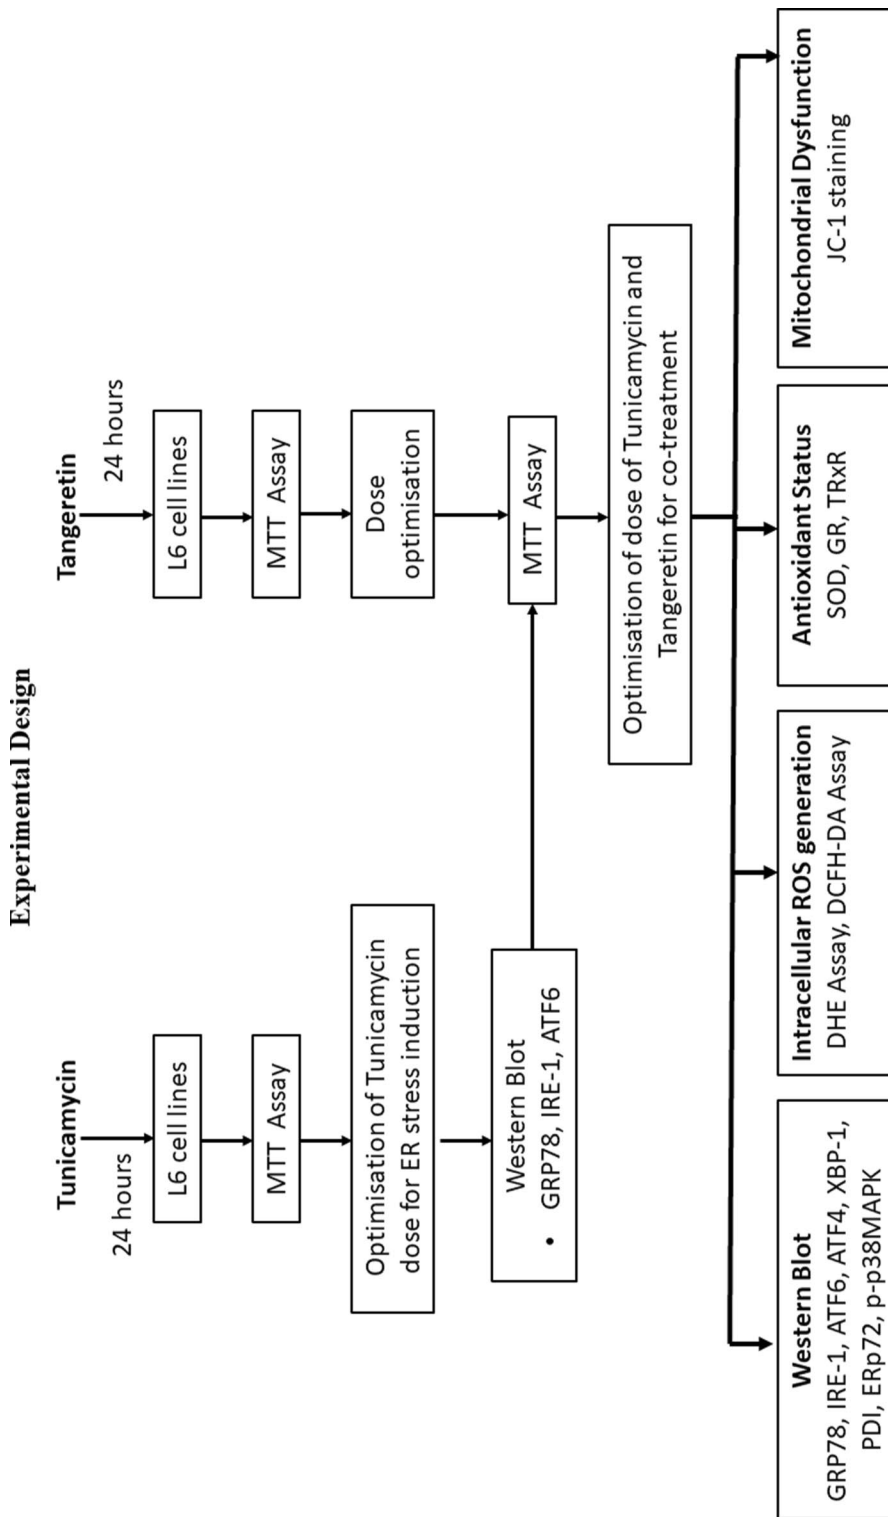 Experimental Design
Tunicamycin
24 hours
L6 cell lines
MTT Assay
Optimisation of Tunicamycin
dose for ER stress induction
Western Blot
• GRP78, IRE-1, ATF6
Tangeretin
24 hours
L6 cell lines
MTT Assay
Dose
optimisation
MTT Assay
Optimisation of dose of Tunicamycin and
Tangeretin for co-treatment
Western Blot
GRP78, IRE-1, ATF6, ATF4, XBP-1,
PDI, ERp72, p-p38MAPK
Intracellular ROS generation
DHE Assay, DCFH-DA Assay
Antioxidant Status
SOD, GR, TRxR
Mitochondrial Dysfunction
JC-1 staining